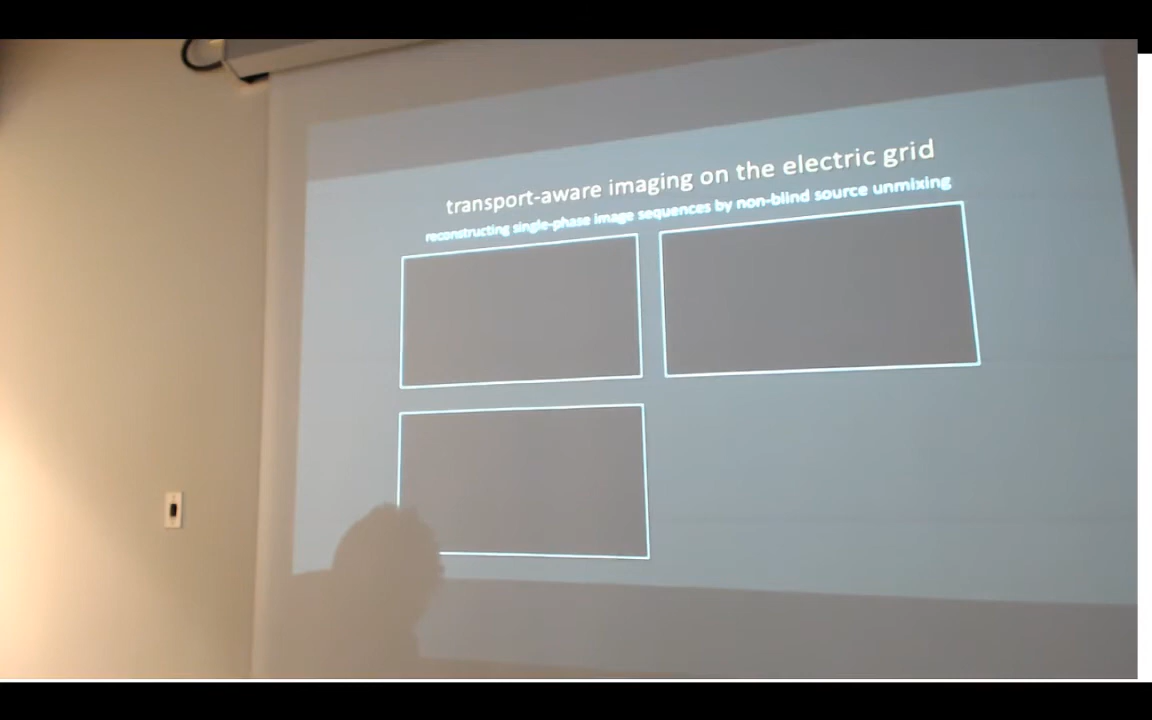 transport-aware imaging on the electric grid
reconstructing single-phase image sequences by non-blind source unmixing